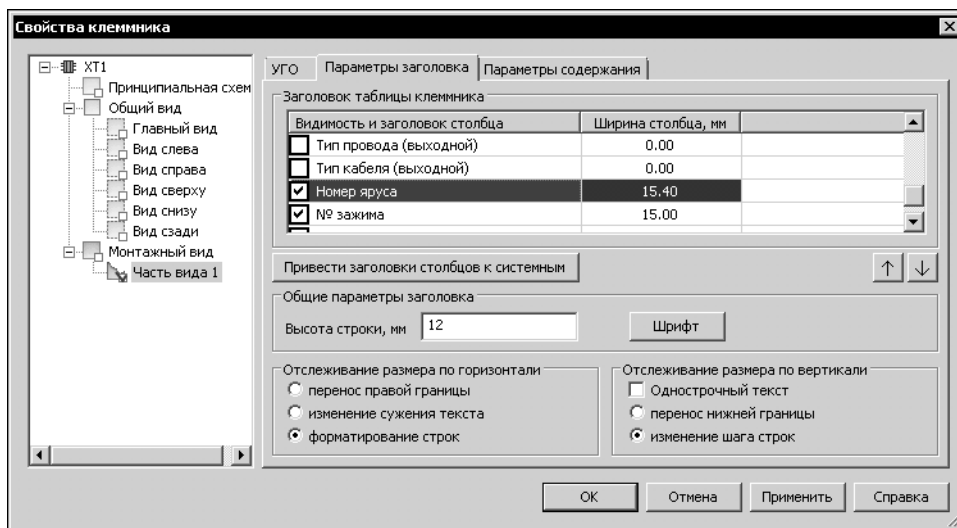 Свойства клеммника
XT1
Принципиальная схем
Общий вид
Главный вид
Вид слева
Вид справа
Вид сверху
Вид снизу
Вид сзади
Монтажный вид
Часть вида 1
УГО Параметры заголовка Параметры содержания
Заголовок таблицы клеммника
Видимость и заголовок столбца Ширина столбца, мм
Тип провода (выходной) 0.00
Тип кабеля (выходной) 0.00
Номер яруса 15.40
№ зажима 15.00
Привести заголовки столбцов к системным
Общие параметры заголовка
Высота строки, мм 12 Шрифт
Отслеживание размера по горизонтали
перенос правой границы
изменение сужения текста
форматирование строк
Отслеживание размера по вертикали
Однострочный текст
перенос нижней границы
изменение шага строк
ОК Отмена Применить Справка